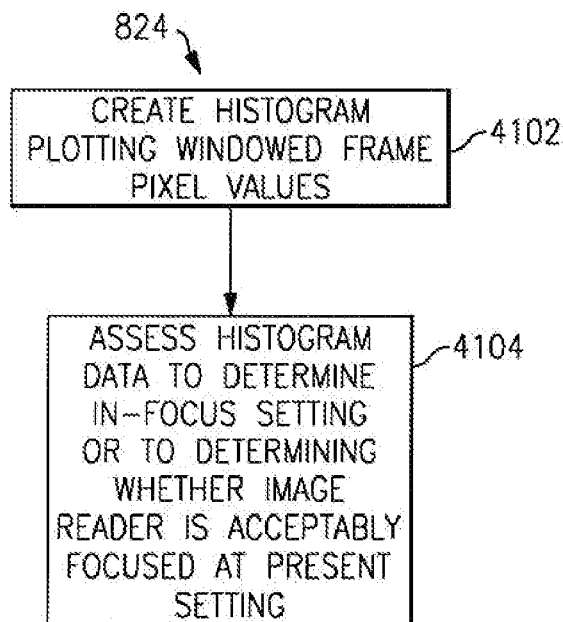 824
CREATE HISTOGRAM
PLOTTING WINDOWED FRAME
PIXEL VALUES
4102
ASSESS HISTOGRAM
DATA TO DETERMINE
IN-FOCUS SETTING
OR TO DETERMINING
WHETHER IMAGE
READER IS ACCEPTABLY
FOCUSED AT PRESENT
SETTING
4104